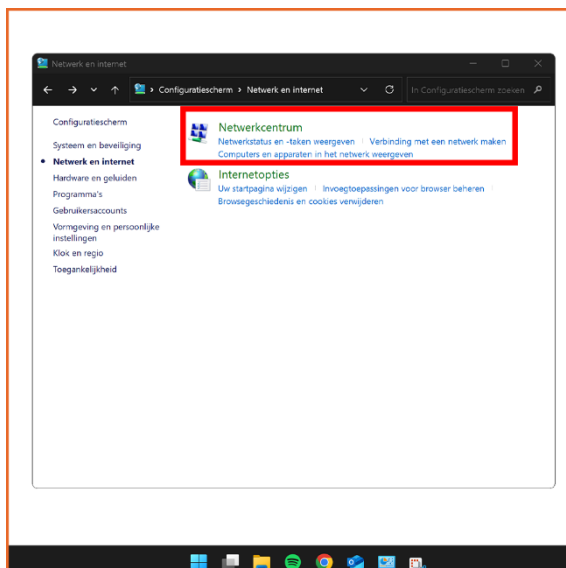 Netwerk en internet
Configuratiescherm › Netwerk en internet
In Configuratiescherm zoeken
Configuratiescherm
Systeem en beveiliging
Netwerk en internet
Hardware en geluiden
Programma's
Gebruikersaccounts
Vormgeving en persoonlijke
instellingen
Klok en regio
Toegankelijkheid
Netwerkcentrum
Netwerkstatus en -taken weergeven
Verbinding met een netwerk maken
Computers en apparaten in het netwerk weergeven
Internetopties
Uw startpagina wijzigen
Invoegtoepassingen voor browser beheren
Browsegeschiedenis en cookies verwijderen